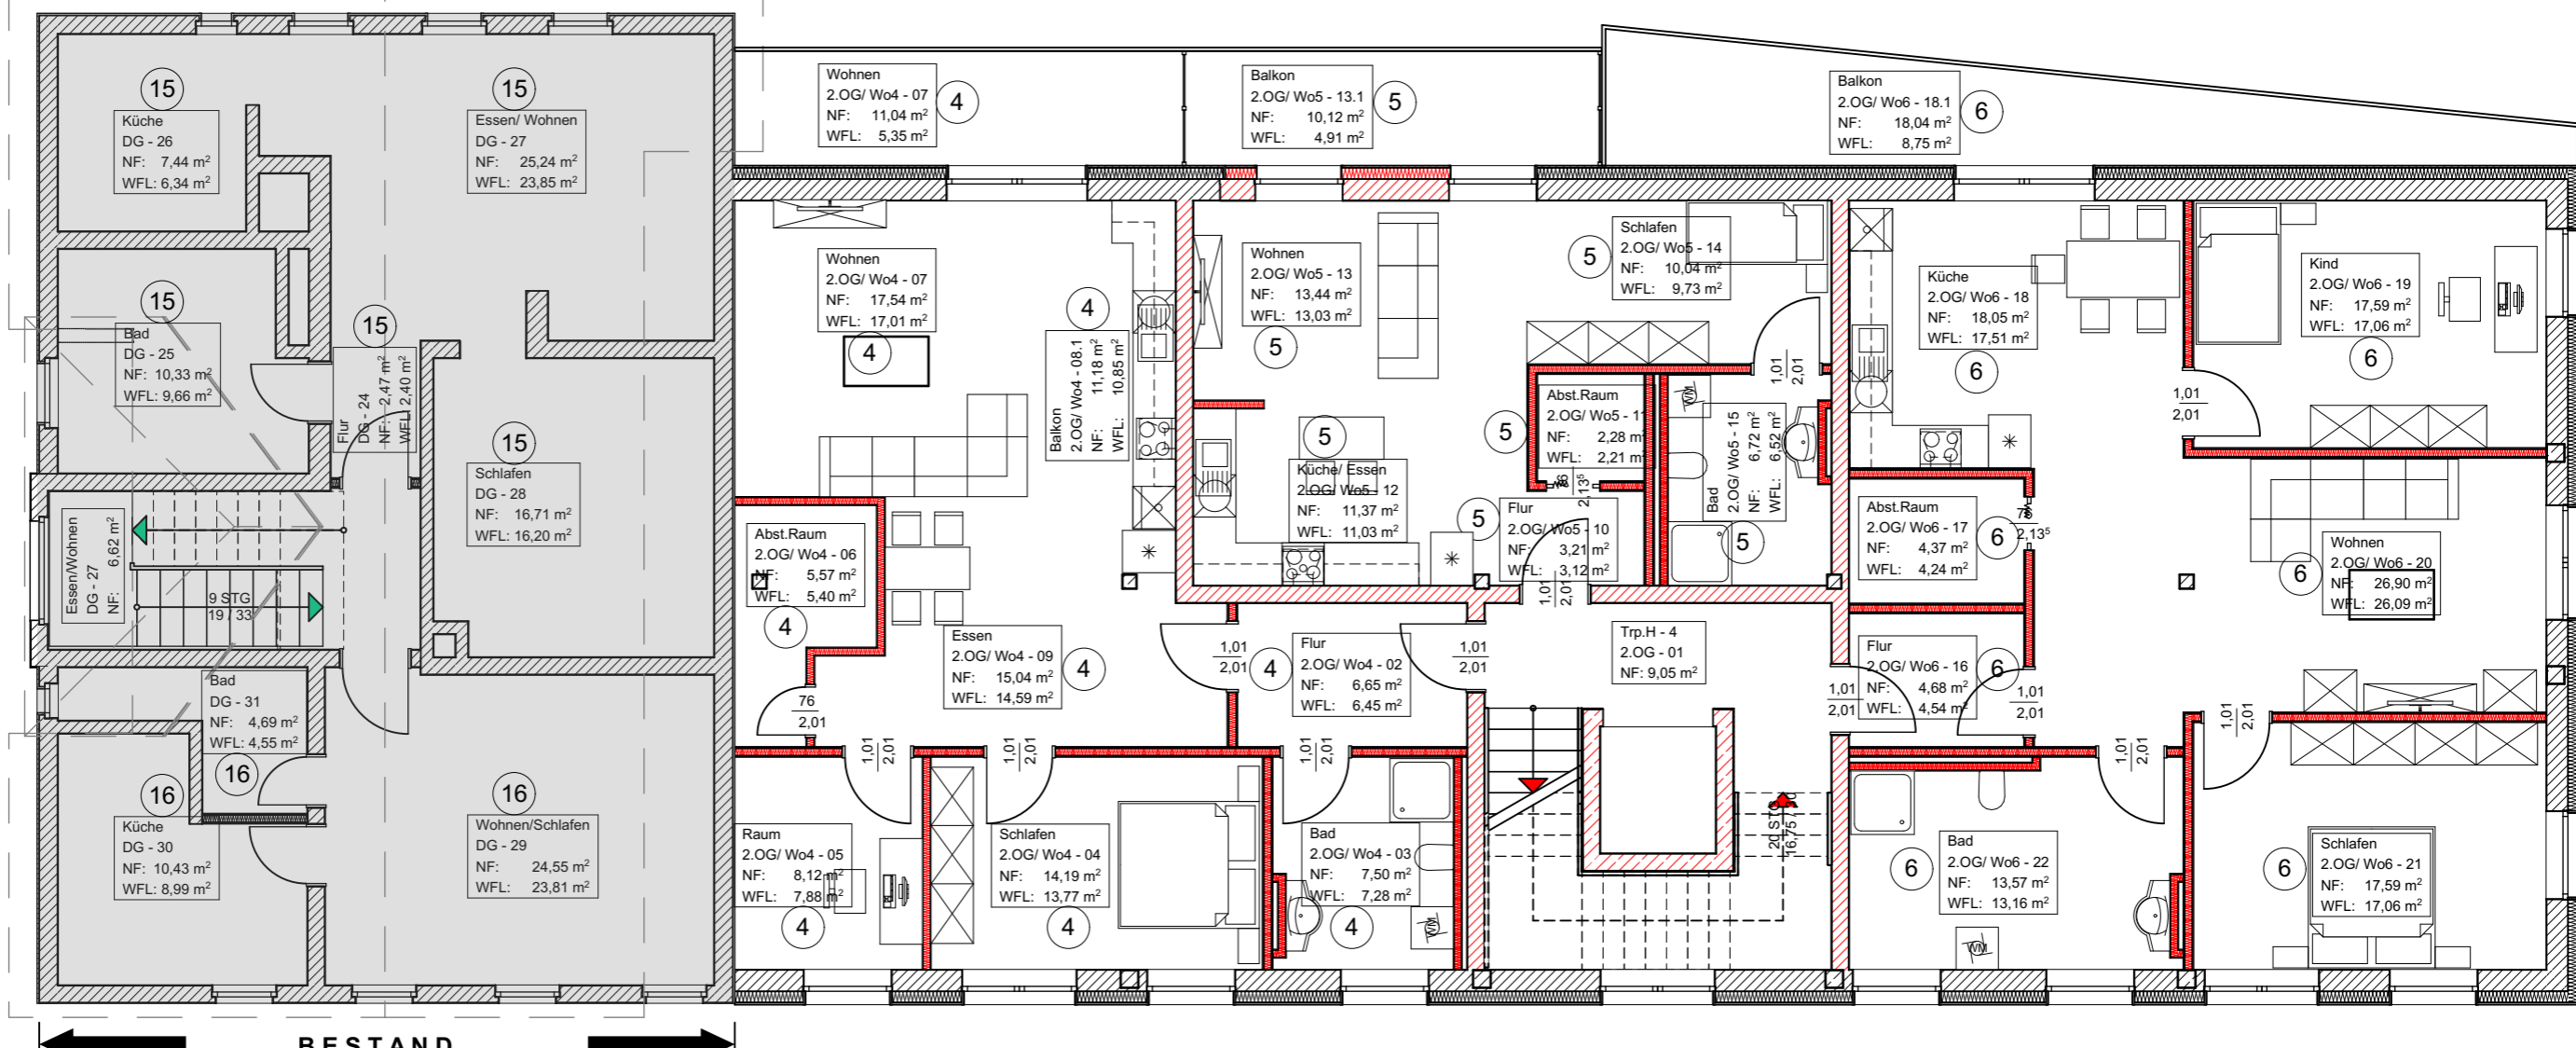 15
Küche
DG - 26
NF: 7,44 m²
WFL: 6,34 m²
15
Essen/ Wohnen
DG - 27
NF: 25,24 m²
WFL: 23,85 m²
15
Bad
DG - 25
NF: 10,33 m²
WFL: 9,66 m²
15
Flur
DG - 24
NF: 2,47 m²
WFL: 2,40 m²
15
Schlafen
DG - 28
NF: 16,71 m²
WFL: 16,20 m²
Essen/Wohnen
DG - 27
NF: 6,62 m²
9 STG
19 / 33
Bad
DG - 31
NF: 4,69 m²
WFL: 4,55 m²
16
16
Küche
DG - 30
NF: 10,43 m²
WFL: 8,99 m²
16
Wohnen/Schlafen
DG - 29
NF: 24,55 m²
WFL: 23,81 m²
BESTAND
Wohnen
2.OG/ Wo4 - 07
NF: 11,04 m²
WFL: 5,35 m²
4
Balkon
2.OG/ Wo5 - 13.1
NF: 10,12 m²
WFL: 4,91 m²
5
Balkon
2.OG/ Wo6 - 18.1
NF: 18,04 m²
WFL: 8,75 m²
6
Wohnen
2.OG/ Wo4 - 07
NF: 17,54 m²
WFL: 17,01 m²
4
4
Balkon
2.OG/ Wo4 - 08.1
NF: 11,18 m²
WFL: 10,85 m²
Abst.Raum
2.OG/ Wo4 - 06
NF: 5,57 m²
WFL: 5,40 m²
4
Essen
2.OG/ Wo4 - 09
NF: 15,04 m²
WFL: 14,59 m²
4
76
2,01
1,01
2,01
4
Flur
2.OG/ Wo4 - 02
NF: 6,65 m²
WFL: 6,45 m²
1,01
2,01
1,01
2,01
1,01
2,01
1,01
2,01
Raum
2.OG/ Wo4 - 05
NF: 8,12 m²
WFL: 7,88 m²
4
Schlafen
2.OG/ Wo4 - 04
NF: 14,19 m²
WFL: 13,77 m²
4
Bad
2.OG/ Wo4 - 03
NF: 7,50 m²
WFL: 7,28 m²
4
WM
Wohnen
2.OG/ Wo5 - 13
NF: 13,44 m²
WFL: 13,03 m²
5
5
Schlafen
2.OG/ Wo5 - 14
NF: 10,04 m²
WFL: 9,73 m²
1,01
2,01
5
Abst.Raum
2.OG/ Wo5 - 11
NF: 2,28 m²
WFL: 2,21 m²
2,13⁵
WM
Bad
2.OG/ Wo5 - 15
NF: 6,72 m²
WFL: 6,52 m²
5
5
Küche/ Essen
2.OG/ Wo5 - 12
NF: 11,37 m²
WFL: 11,03 m²
5
Flur
2.OG/ Wo5 - 10
NF: 3,21 m²
WFL: 3,12 m²
1,01
2,01
Trp.H - 4
2.OG - 01
NF: 9,05 m²
20 STG
Küche
2.OG/ Wo6 - 18
NF: 18,05 m²
WFL: 17,51 m²
6
Kind
2.OG/ Wo6 - 19
NF: 17,59 m²
WFL: 17,06 m²
6
1,01
2,01
Abst.Raum
2.OG/ Wo6 - 17
NF: 4,37 m²
WFL: 4,24 m²
6
76
2,13⁵
Wohnen
2.OG/ Wo6 - 20
NF: 26,90 m²
WFL: 26,09 m²
6
Flur
2.OG/ Wo6 - 16
NF: 4,68 m²
WFL: 4,54 m²
6
1,01
2,01
1,01
2,01
1,01
2,01
1,01
2,01
Bad
2.OG/ Wo6 - 22
NF: 13,57 m²
WFL: 13,16 m²
6
WM
Schlafen
2.OG/ Wo6 - 21
NF: 17,59 m²
WFL: 17,06 m²
6